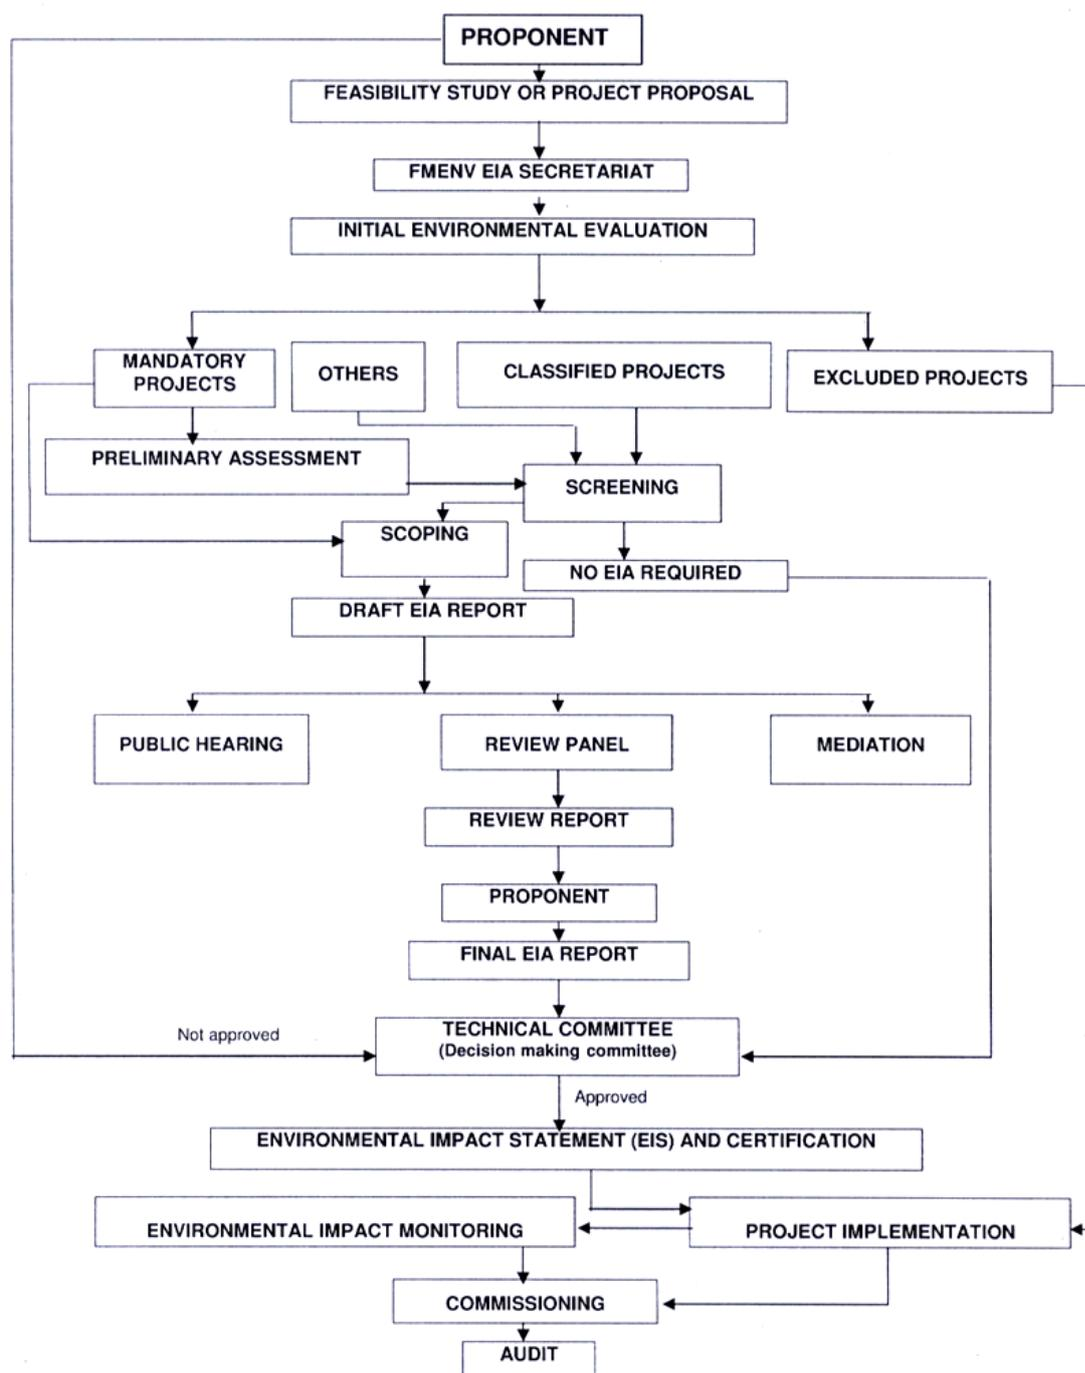 PROPONENT
FEASIBILITY STUDY OR PROJECT PROPOSAL
FMENV EIA SECRETARIAT
INITIAL ENVIRONMENTAL EVALUATION
MANDATORY
PROJECTS
OTHERS
CLASSIFIED PROJECTS
EXCLUDED PROJECTS
PRELIMINARY ASSESSMENT
SCREENING
SCOPING
NO EIA REQUIRED
DRAFT EIA REPORT
PUBLIC HEARING
REVIEW PANEL
MEDIATION
REVIEW REPORT
PROPONENT
FINAL EIA REPORT
Not approved
TECHNICAL COMMITTEE
(Decision making committee)
Approved
ENVIRONMENTAL IMPACT STATEMENT (EIS) AND CERTIFICATION
ENVIRONMENTAL IMPACT MONITORING
PROJECT IMPLEMENTATION
COMMISSIONING
AUDIT